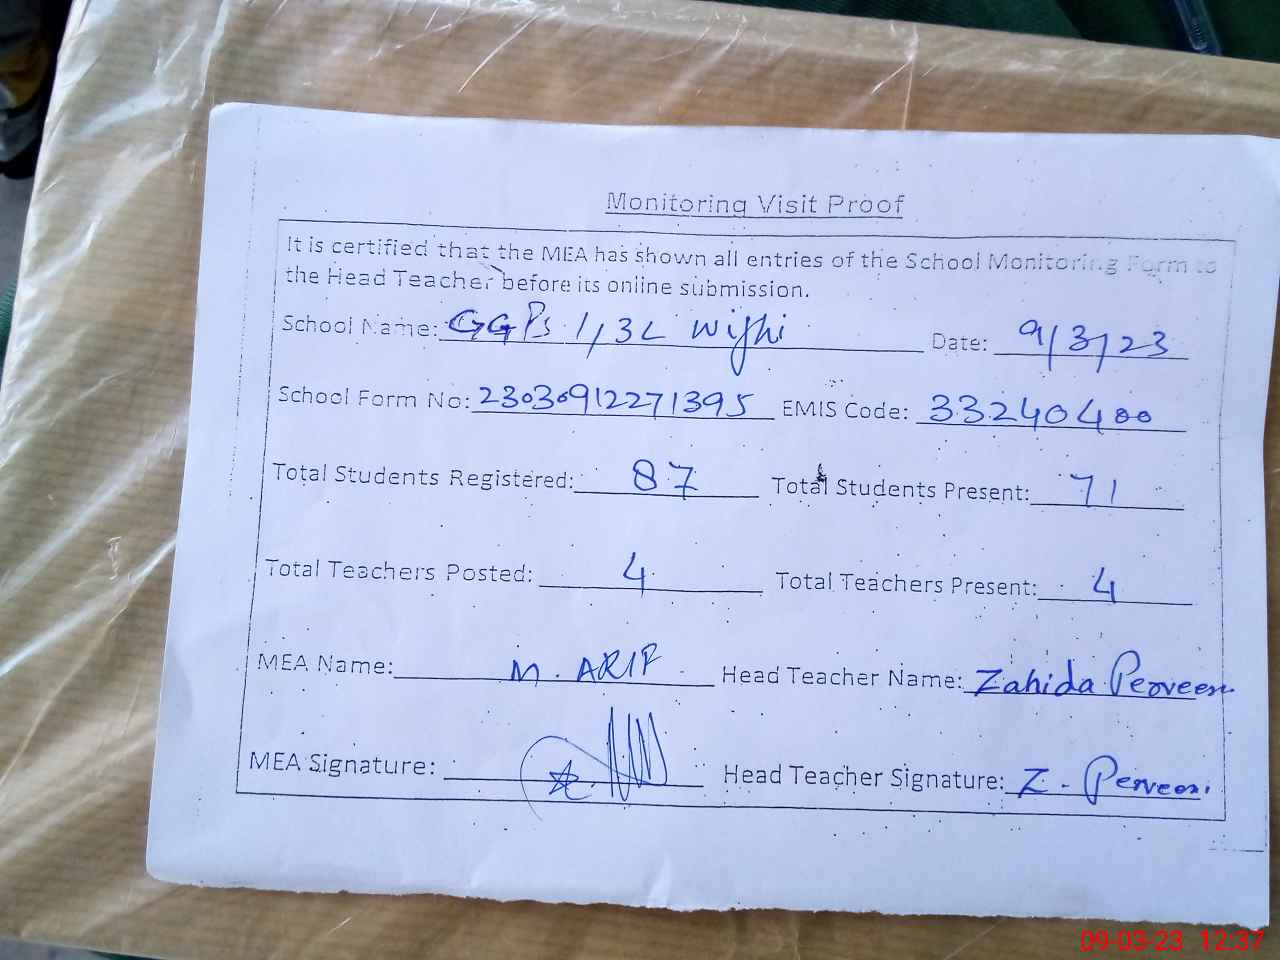 Monitoring Visit Proof
It is certified that the MEA has shown all entries of the School Monitoring Form to
the Head Teacher before its online submission.
School Name: GGPS 1/3L Wijhi Date: 9/3/23
School Form No: 23030912271395 EMIS Code: 33240400
Total Students Registered: 87 Total Students Present: 71
Total Teachers Posted: 4 Total Teachers Present: 4
MEA Name: M. ARIF Head Teacher Name: Zahida Perveen
MEA Signature: Head Teacher Signature: Z. Perveen
09-03-23 12:37